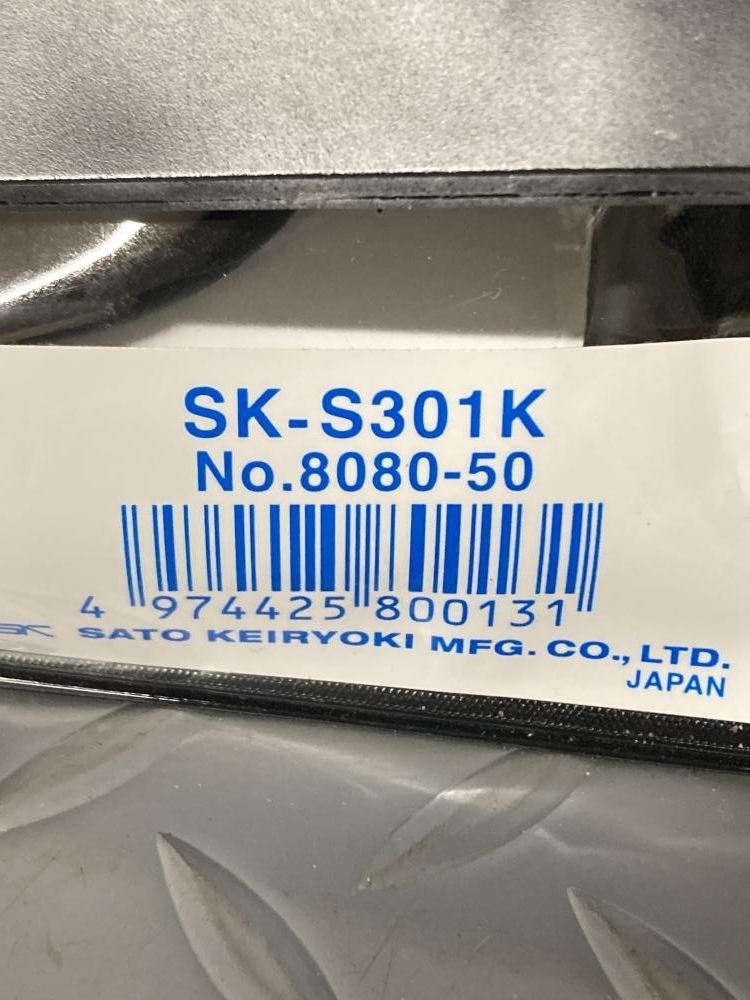 SK-S301K
No.8080-50
4 974425 800131
SK SATO KEIRYOKI MFG. CO., LTD.
JAPAN